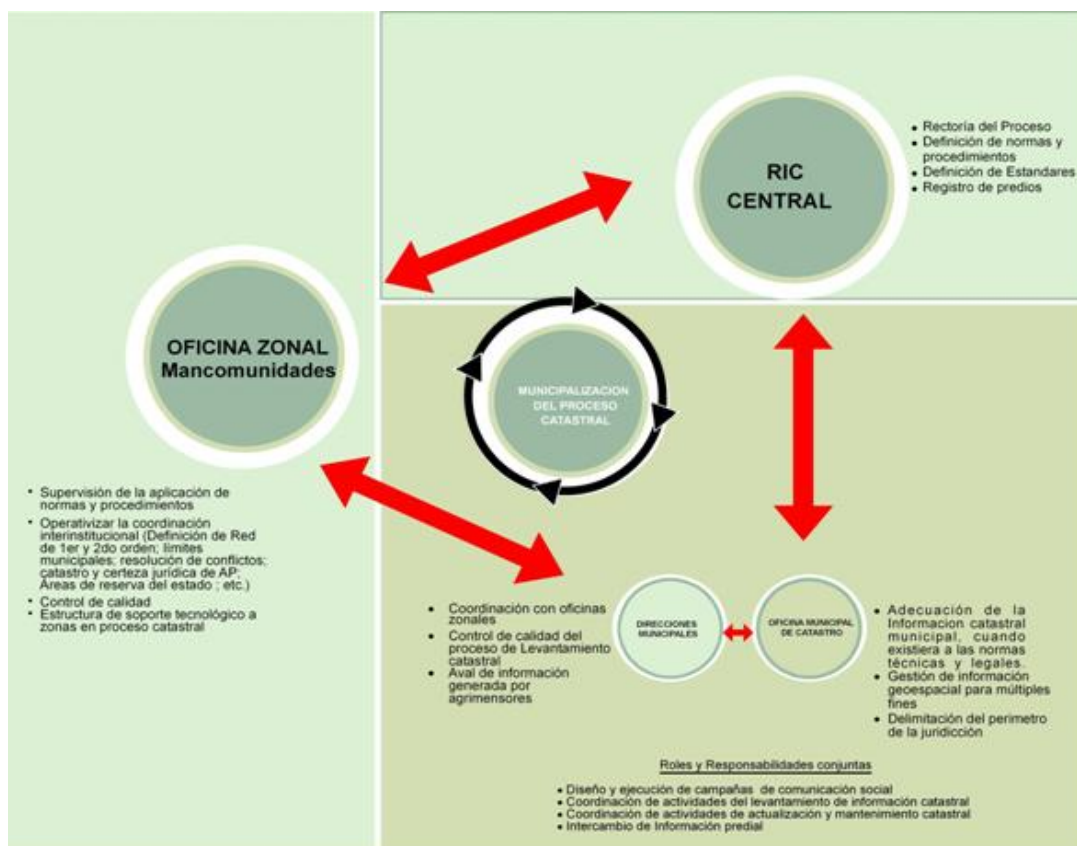 RIC
CENTRAL
• Rectoría del Proceso
• Definición de normas y
procedimientos
• Definición de Estandares
• Registro de predios
OFICINA ZONAL
Mancomunidades
• Supervisión de la aplicación de
normas y procedimientos
• Operativizar la coordinación
interinstitucional (Definición de Red
de 1er y 2do orden; límites
municipales; resolución de conflictos;
catastro y certeza jurídica de AP;
Áreas de reserva del estado ; etc.)
• Control de calidad
• Estructura de soporte tecnológico a
zonas en proceso catastral
MUNICIPALIZACION
DEL PROCESO
CATASTRAL
• Coordinación con oficinas
zonales
• Control de calidad del
proceso de Levantamiento
catastral
• Aval de información
generada por
agrimensores
DIRECCIONES
MUNICIPALES
OFICINA MUNICIPAL
DE CATASTRO
• Adecuación de la
Informacion catastral
municipal, cuando
existiera a las normas
técnicas y legales.
• Gestión de información
geoespacial para múltiples
fines
• Delimitación del perimetro
de la juridicción
Roles y Responsabilidades conjuntas
• Diseño y ejecución de campañas de comunicación social
• Coordinación de actividades del levantamiento de información catastral
• Coordinación de actividades de actualización y mantenimiento catastral
• Intercambio de Información predial